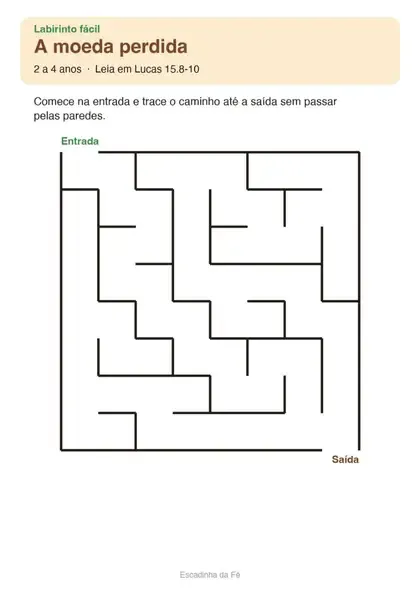 Labirinto fácil
A moeda perdida
2 a 4 anos · Leia em Lucas 15.8-10
Comece na entrada e trace o caminho até a saída sem passar
pelas paredes.
Entrada
Saída
Escadinha da Fé